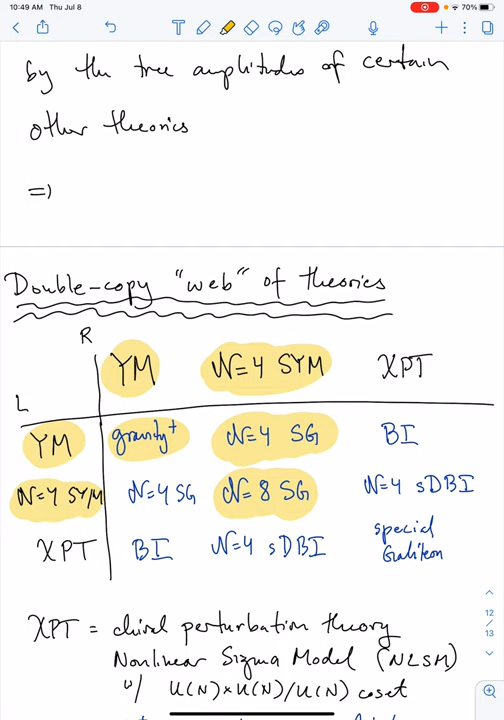 10:49 AM Thu Jul 8
70%
by the tree amplitudes of certain
other theories
=>
Double-copy "web" of theories
R
YM N=4 SYM XPT
L
YM gravity+ N=4 SG BI
N=4 SYM N=4 SG N=8 SG N=4 sDBI
XPT BI N=4 sDBI special Galileon
XPT = chiral perturbation theory
Nonlinear Sigma Model (NLSM)
w/ U(N)×U(N)/U(N) coset
12
13